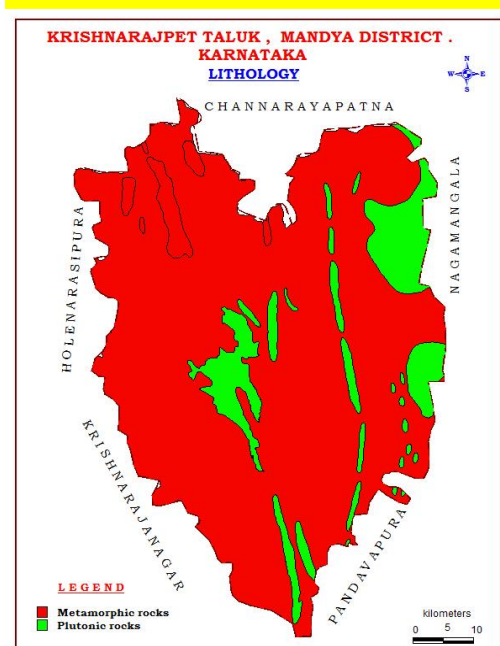 KRISHNARAJPET TALUK , MANDYA DISTRICT .
KARNATAKA
LITHOLOGY
N
W E
S
CHANNARAYAPATNA
NAGAMANGALA
HOLENARASIPURA
KRISHNARAJANAGAR
PANDAVAPURA
LEGEND
Metamorphic rocks
Plutonic rocks
kilometers
0 5 10